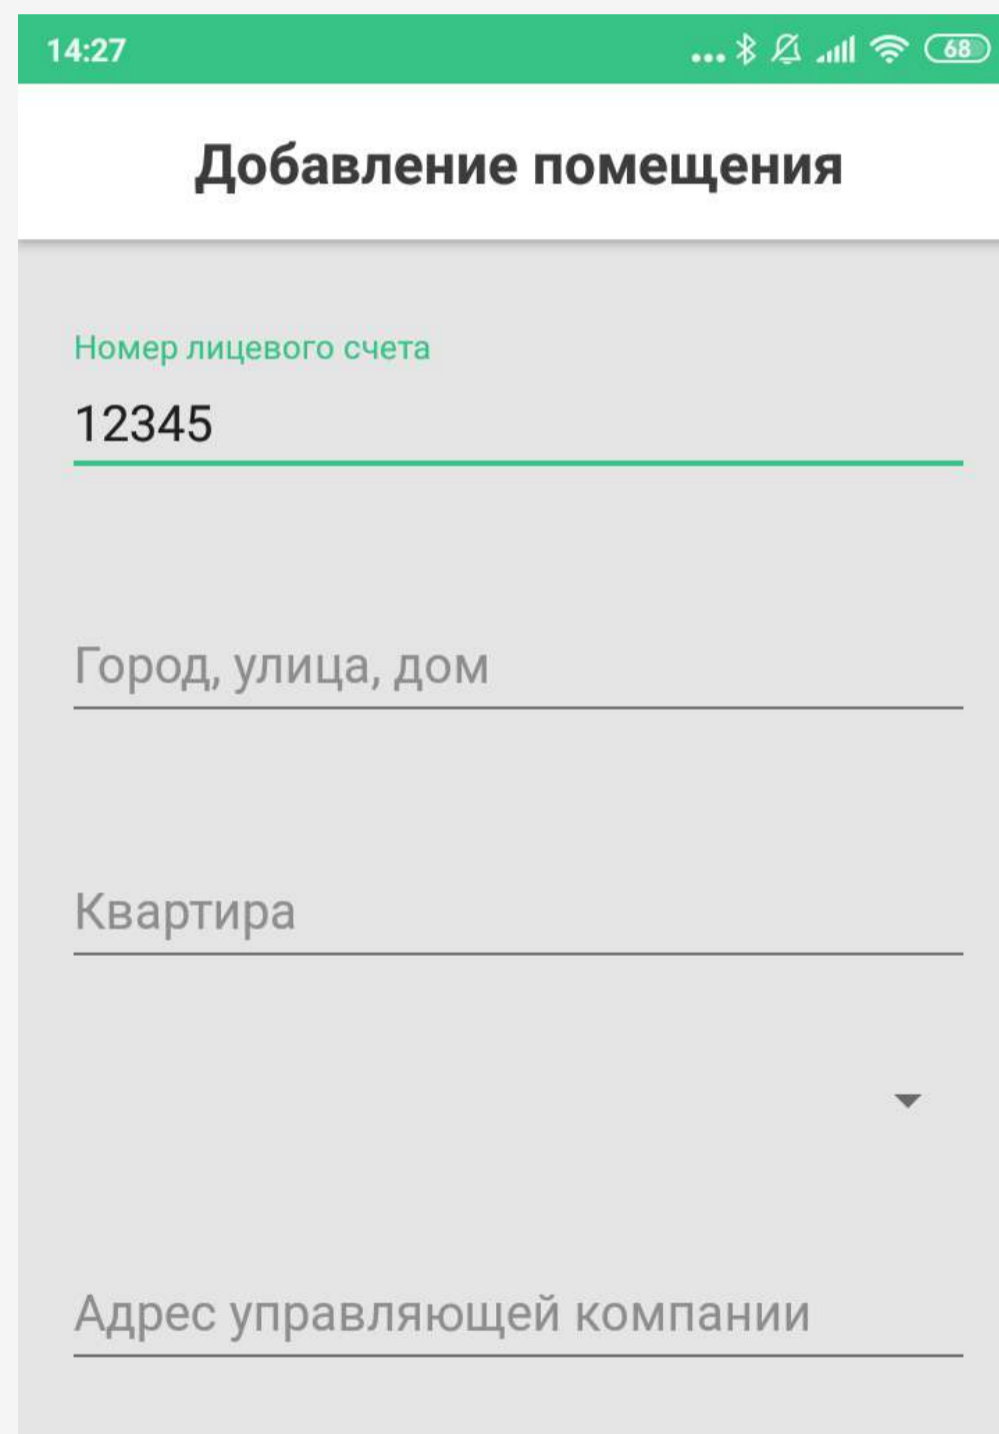 14:27
68
Добавление помещения
Номер лицевого счета
12345
Город, улица, дом
Квартира
Адрес управляющей компании